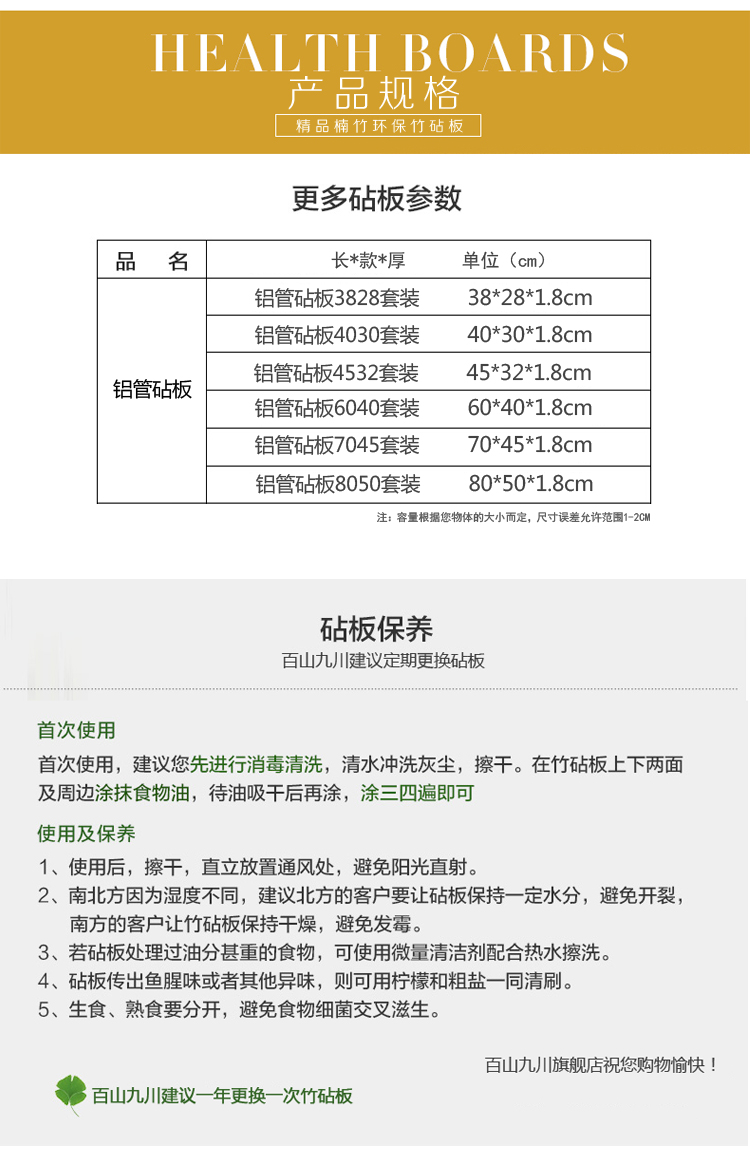 HEALTH BOARDS
产品规格
精品楠竹环保竹砧板
更多砧板参数
品 名 长*款*厚 单位（cm）
铝管砧板3828套装 38*28*1.8cm
铝管砧板4030套装 40*30*1.8cm
铝管砧板4532套装 45*32*1.8cm
铝管砧板
铝管砧板6040套装 60*40*1.8cm
铝管砧板7045套装 70*45*1.8cm
铝管砧板8050套装 80*50*1.8cm
注：容量根据您物体的大小而定，尺寸误差允许范围1-2CM
砧板保养
百山九川建议定期更换砧板
首次使用
首次使用，建议您先进行消毒清洗，清水冲洗灰尘，擦干。在竹砧板上下两面
及周边涂抹食物油，待油吸干后再涂，涂三四遍即可
使用及保养
1、使用后，擦干，直立放置通风处，避免阳光直射。
2、南北方因为湿度不同，建议北方的客户要让砧板保持一定水分，避免开裂，
南方的客户让竹砧板保持干燥，避免发霉。
3、若砧板处理过油分甚重的食物，可使用微量清洁剂配合热水擦洗。
4、砧板传出鱼腥味或者其他异味，则可用柠檬和粗盐一同清刷。
5、生食、熟食要分开，避免食物细菌交叉滋生。
百山九川旗舰店祝您购物愉快！
百山九川建议一年更换一次竹砧板